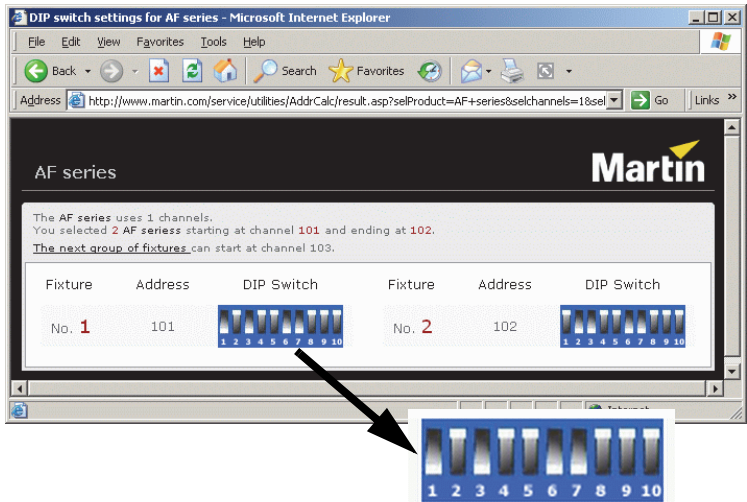 DIP switch settings for AF series - Microsoft Internet Explorer
File Edit View Favorites Tools Help
Back Search Favorites
Address http://www.martin.com/service/utilities/AddrCalc/result.asp?selProduct=AF+series&selchannels=1&sel Go Links »
AF series Martin
The AF series uses 1 channels.
You selected 2 AF seriess starting at channel 101 and ending at 102.
The next group of fixtures can start at channel 103.
Fixture Address DIP Switch Fixture Address DIP Switch
No. 1 101 1 2 3 4 5 6 7 8 9 10 No. 2 102 1 2 3 4 5 6 7 8 9 10
1 2 3 4 5 6 7 8 9 10